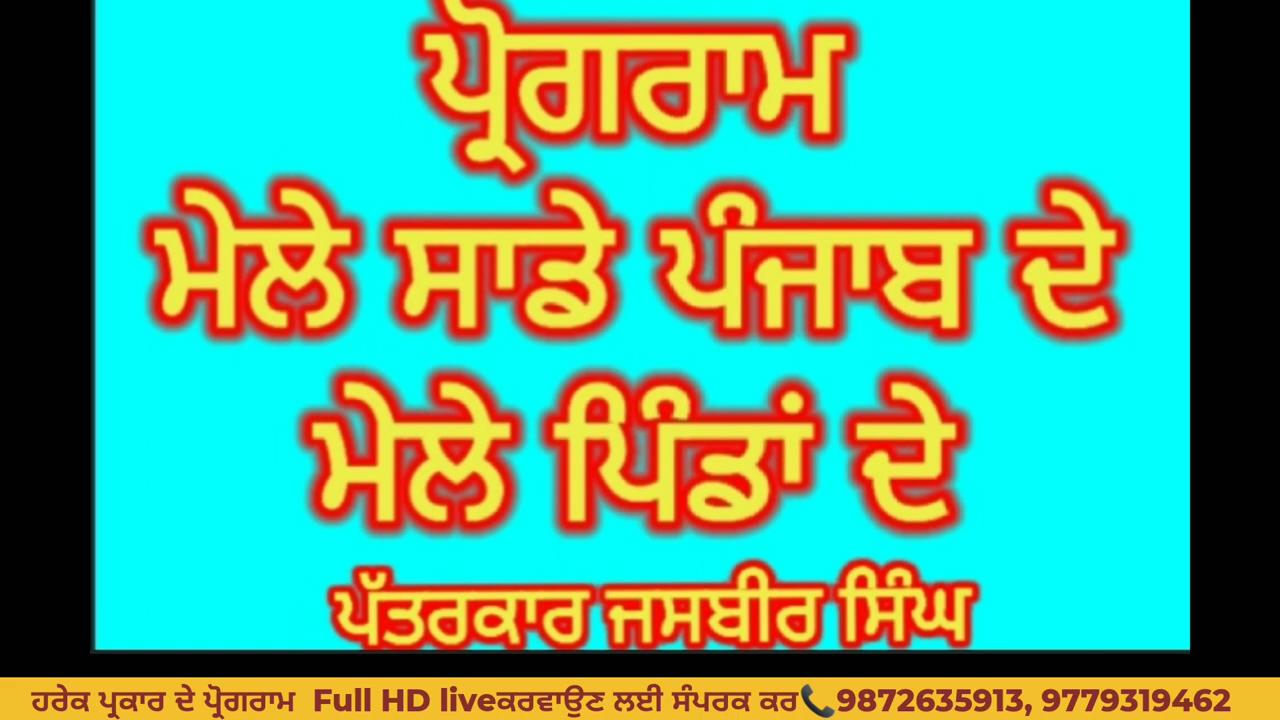 ਪ੍ਰੋਗਰਾਮ
ਮੇਲੇ ਸਾਡੇ ਪੰਜਾਬ ਦੇ
ਮੇਲੇ ਪਿੰਡਾਂ ਦੇ
ਪੱਤਰਕਾਰ ਜਸਬੀਰ ਸਿੰਘ
ਹਰੇਕ ਪ੍ਰਕਾਰ ਦੇ ਪ੍ਰੋਗਰਾਮ Full HD liveਕਰਵਾਉਣ ਲਈ ਸੰਪਰਕ ਕਰ📞9872635913, 9779319462